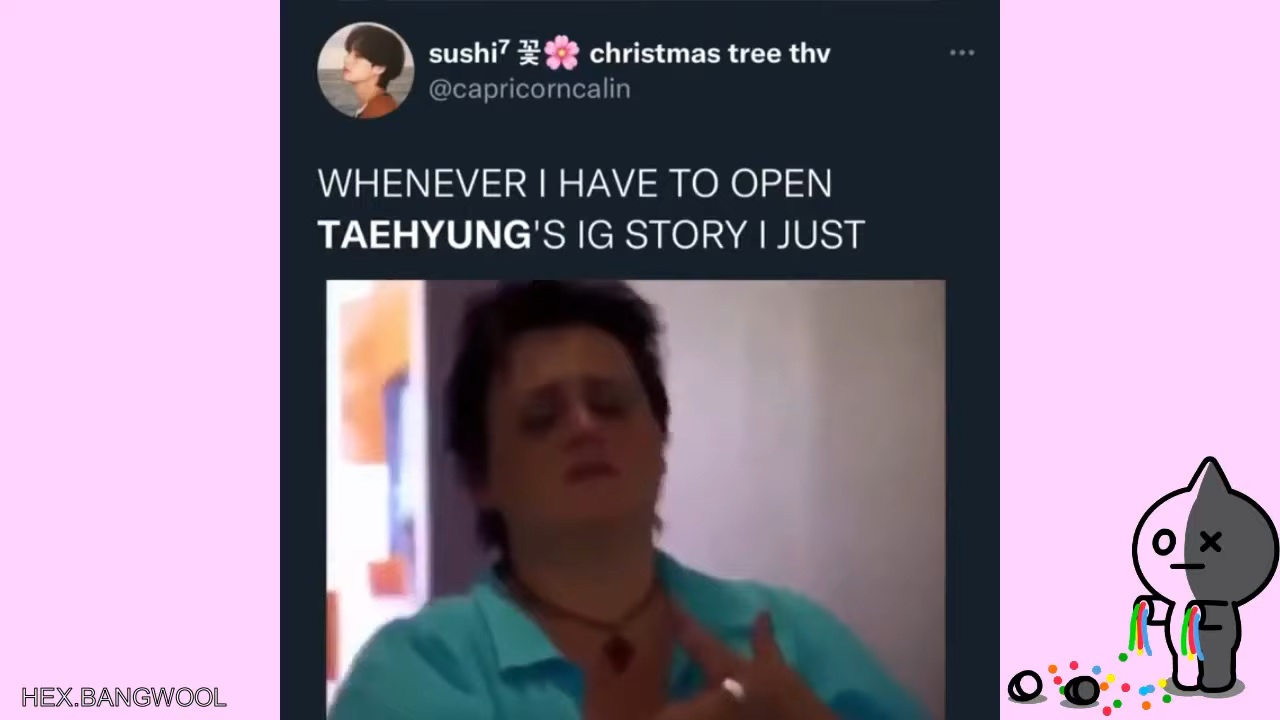 sushi⁷ 꽃🌸 christmas tree thv
@capricorncalin
WHENEVER I HAVE TO OPEN
TAEHYUNG'S IG STORY I JUST
HEX.BANGWOOL